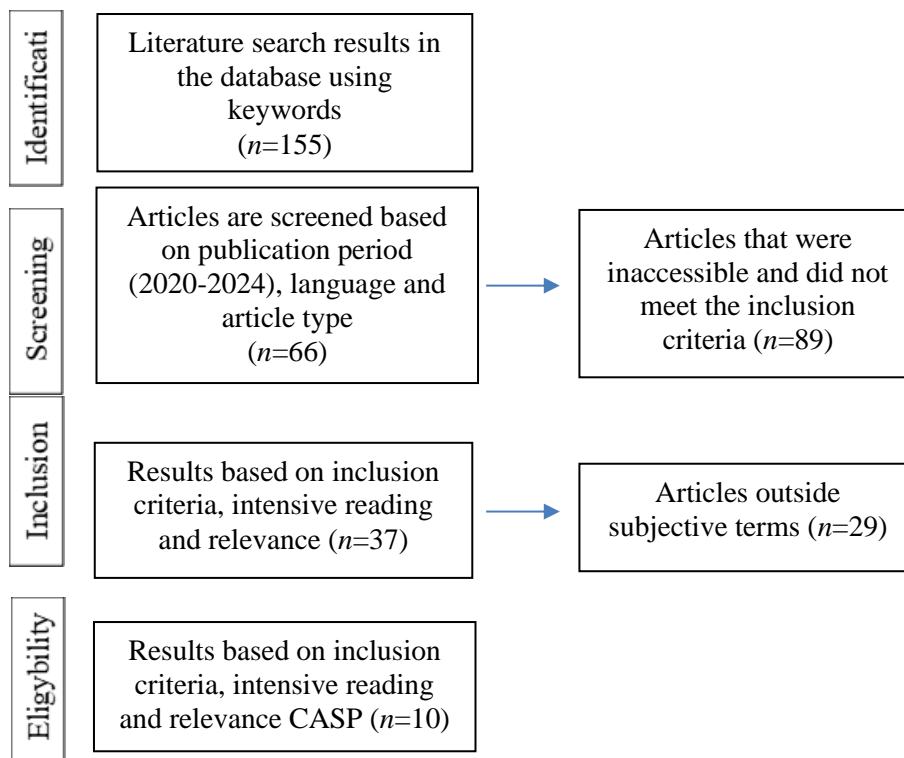 Identificati
Literature search results in
the database using
keywords
(n=155)
Screening
Articles are screened based
on publication period
(2020-2024), language and
article type
(n=66)
Articles that were
inaccessible and did not
meet the inclusion
criteria (n=89)
Inclusion
Results based on inclusion
criteria, intensive reading
and relevance (n=37)
Articles outside
subjective terms (n=29)
Eligybility
Results based on inclusion
criteria, intensive reading
and relevance CASP (n=10)